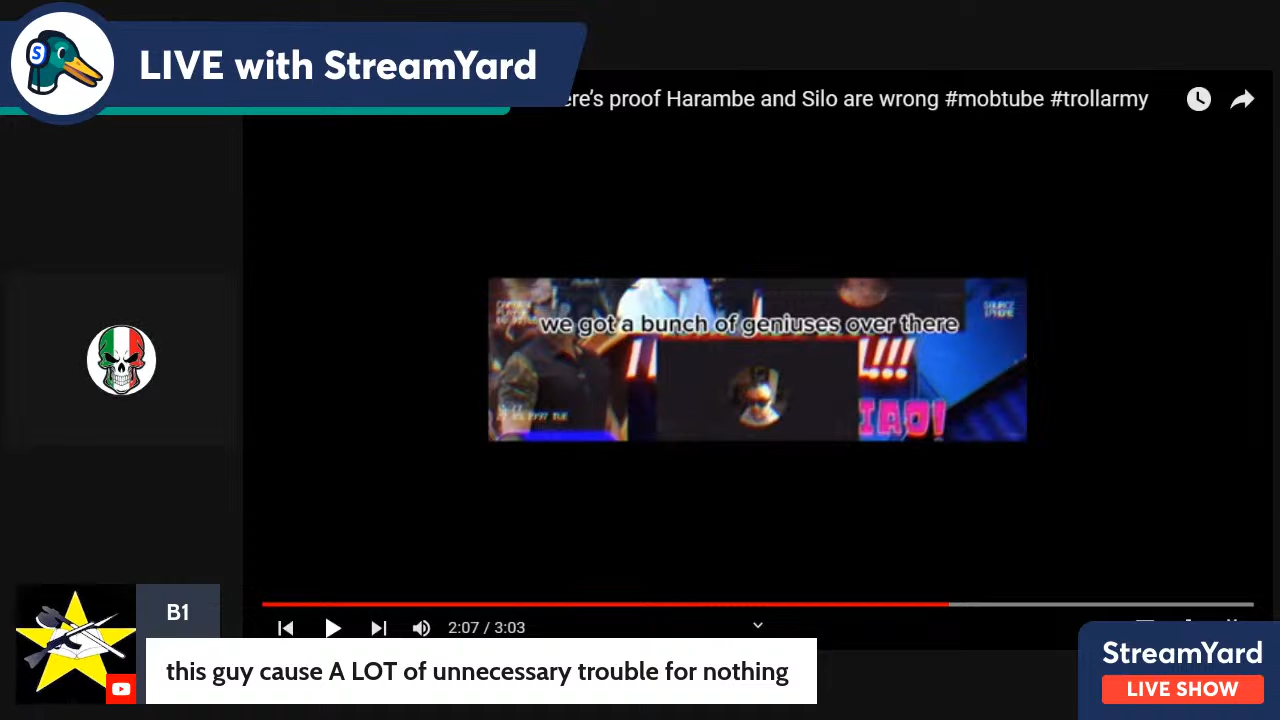 LIVE with StreamYard
ere's proof Harambe and Silo are wrong #mobtube #trollarmy
we got a bunch of geniuses over there
!!!
B1
2:07 / 3:03
this guy cause A LOT of unnecessary trouble for nothing
StreamYard
LIVE SHOW